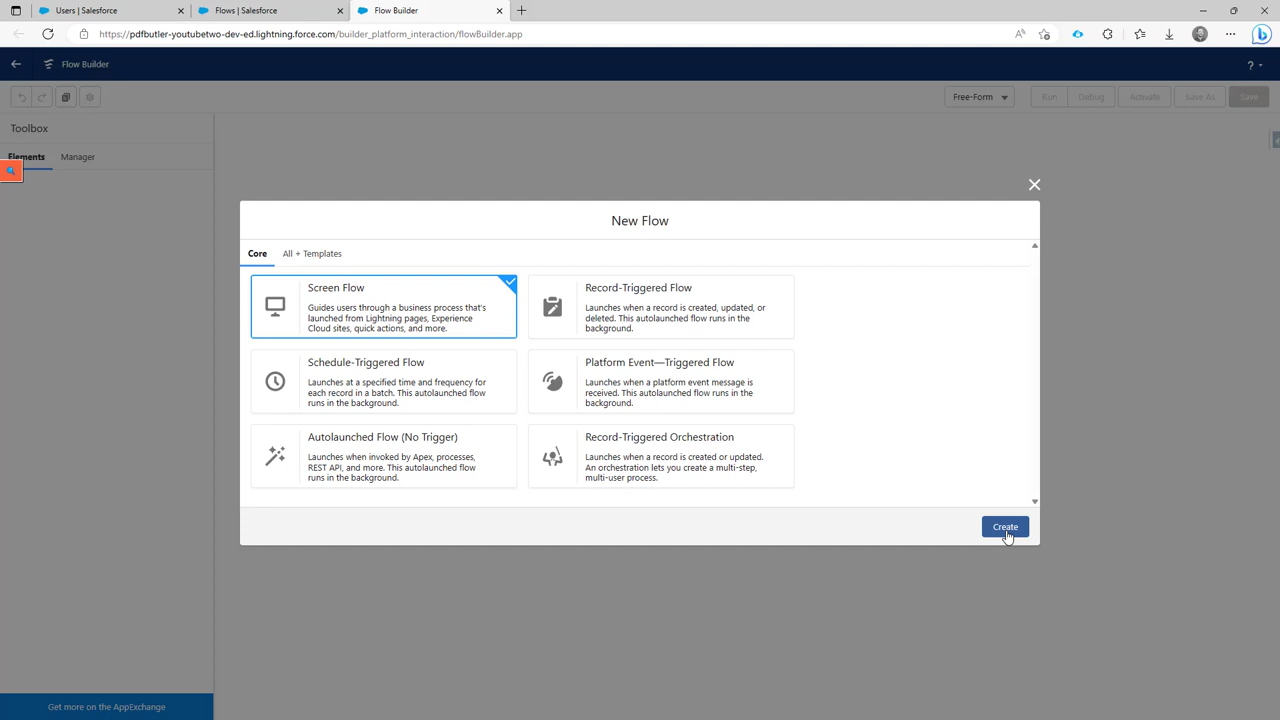 Users | Salesforce
Flows | Salesforce
Flow Builder
https://pdfbutler-youtubetwo-dev-ed.lightning.force.com/builder_platform_interaction/flowBuilder.app
Flow Builder
?
Free-Form
Run
Debug
Activate
Save As
Save
Toolbox
Elements
Manager
New Flow
Core
All + Templates
Screen Flow
Guides users through a business process that's
launched from Lightning pages, Experience
Cloud sites, quick actions, and more.
Record-Triggered Flow
Launches when a record is created, updated, or
deleted. This autolaunched flow runs in the
background.
Schedule-Triggered Flow
Launches at a specified time and frequency for
each record in a batch. This autolaunched flow
runs in the background.
Platform Event—Triggered Flow
Launches when a platform event message is
received. This autolaunched flow runs in the
background.
Autolaunched Flow (No Trigger)
Launches when invoked by Apex, processes,
REST API, and more. This autolaunched flow
runs in the background.
Record-Triggered Orchestration
Launches when a record is created or updated.
An orchestration lets you create a multi-step,
multi-user process.
Create
Get more on the AppExchange